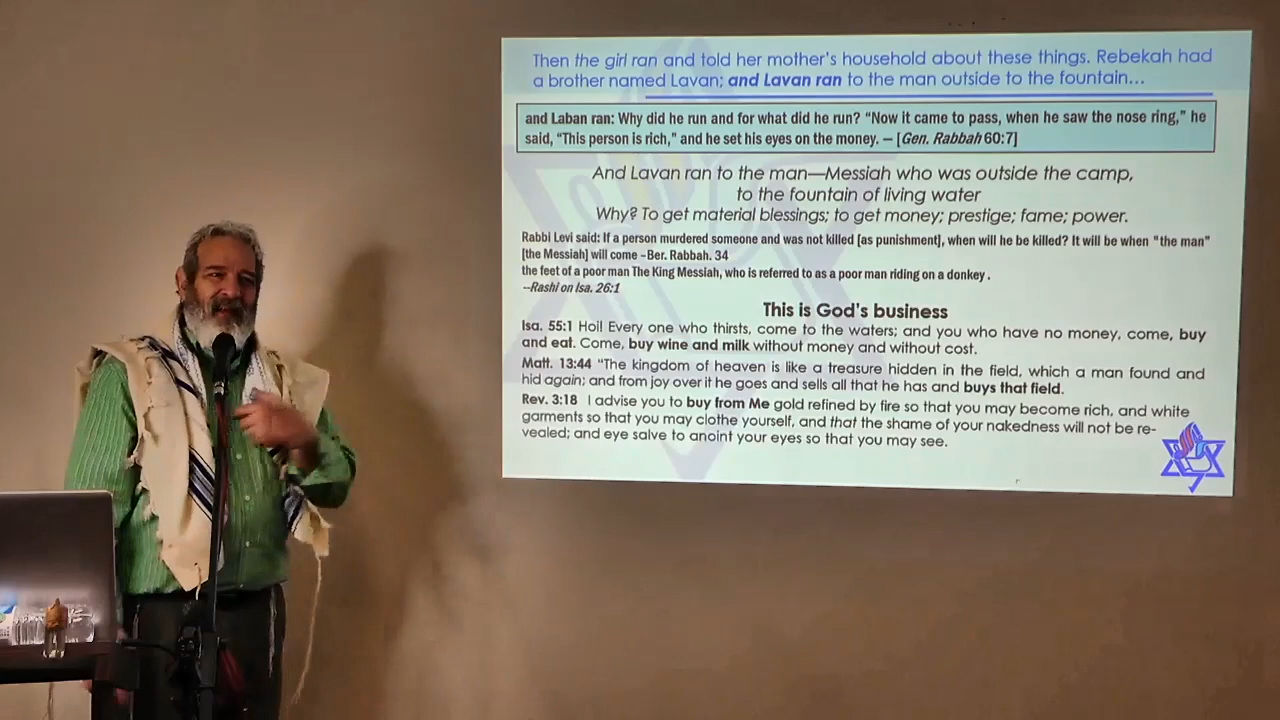 Then the girl ran and told her mother's household about these things. Rebekah had
a brother named Lavan; and Lavan ran to the man outside to the fountain...
and Laban ran: Why did he run and for what did he run? “Now it came to pass, when he saw the nose ring,” he
said, “This person is rich,” and he set his eyes on the money. — [Gen. Rabbah 60:7]
And Lavan ran to the man—Messiah who was outside the camp,
to the fountain of living water
Why? To get material blessings; to get money; prestige; fame; power.
Rabbi Levi said: If a person murdered someone and was not killed [as punishment], when will he be killed? It will be when "the man"
[the Messiah] will come –Ber. Rabbah. 34
the feet of a poor man The King Messiah, who is referred to as a poor man riding on a donkey .
--Rashi on Isa. 26:1
This is God's business
Isa. 55:1 Hoi! Every one who thirsts, come to the waters; and you who have no money, come, buy
and eat. Come, buy wine and milk without money and without cost.
Matt. 13:44 “The kingdom of heaven is like a treasure hidden in the field, which a man found and
hid again; and from joy over it he goes and sells all that he has and buys that field.
Rev. 3:18 I advise you to buy from Me gold refined by fire so that you may become rich, and white
garments so that you may clothe yourself, and that the shame of your nakedness will not be re-
vealed; and eye salve to anoint your eyes so that you may see.